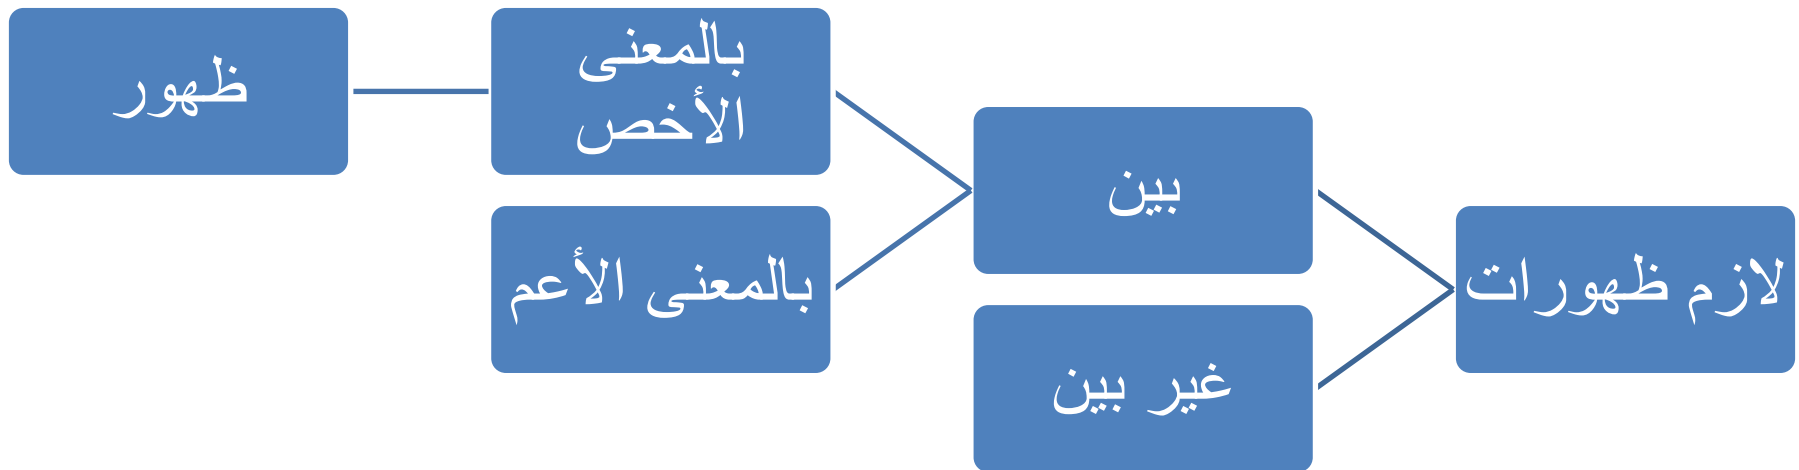 لازم ظهورات
بين
غير بين
بالمعنى
الأخص
بالمعنى الأعم
ظهور